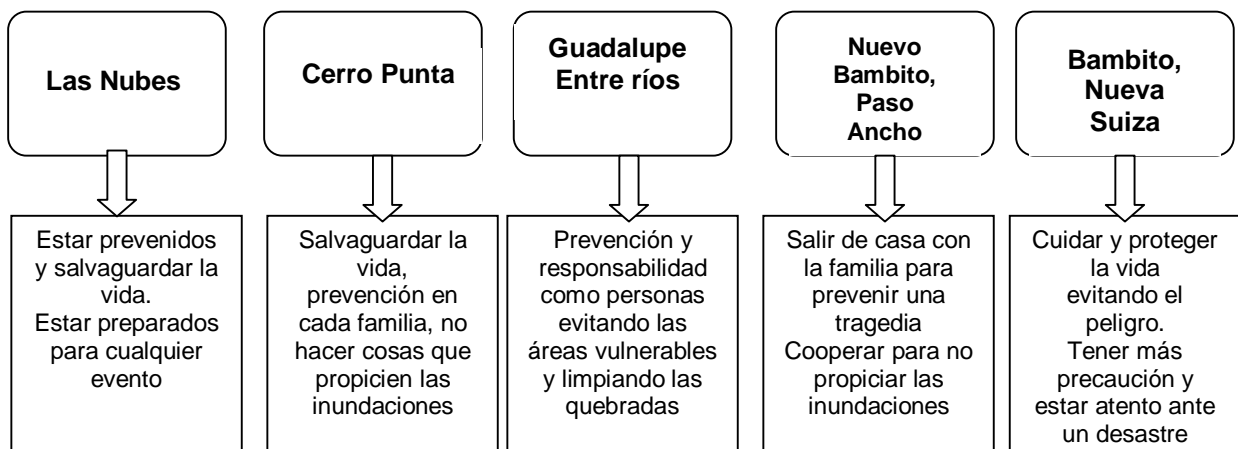 Las Nubes
Cerro Punta
Guadalupe
Entre ríos
Nuevo
Bambito,
Paso
Ancho
Bambito,
Nueva
Suiza
Estar prevenidos
y salvaguardar la
vida.
Estar preparados
para cualquier
evento
Salvaguardar la
vida,
prevención en
cada familia, no
hacer cosas que
propicien las
inundaciones
Prevención y
responsabilidad
como personas
evitando las
áreas vulnerables
y limpiando las
quebradas
Salir de casa con
la familia para
prevenir una
tragedia
Cooperar para no
propiciar las
inundaciones
Cuidar y proteger
la vida
evitando el
peligro.
Tener más
precaución y
estar atento ante
un desastre